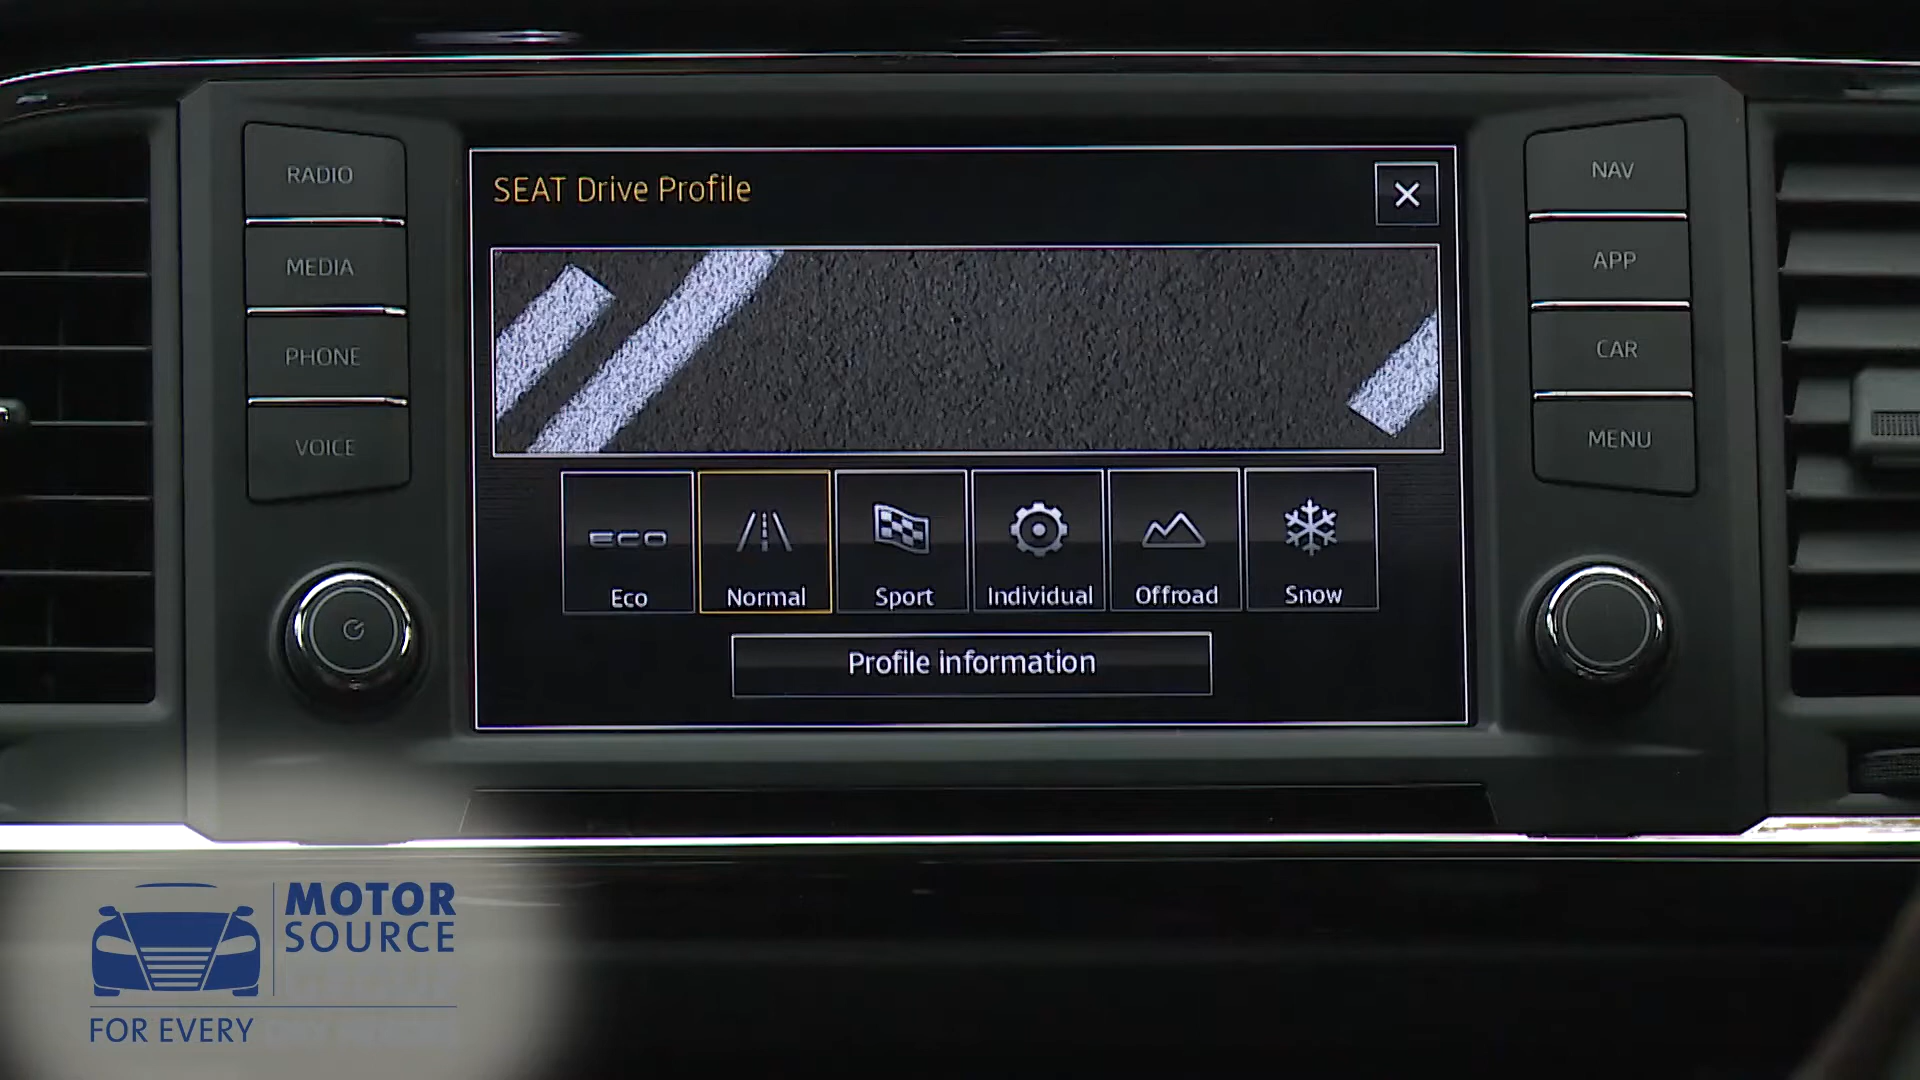 RADIO
MEDIA
PHONE
VOICE
SEAT Drive Profile
eco
Eco
Normal
Sport
Individual
Offroad
Snow
Profile information
NAV
APP
CAR
MENU
MOTOR
SOURCE
FOR EVERY